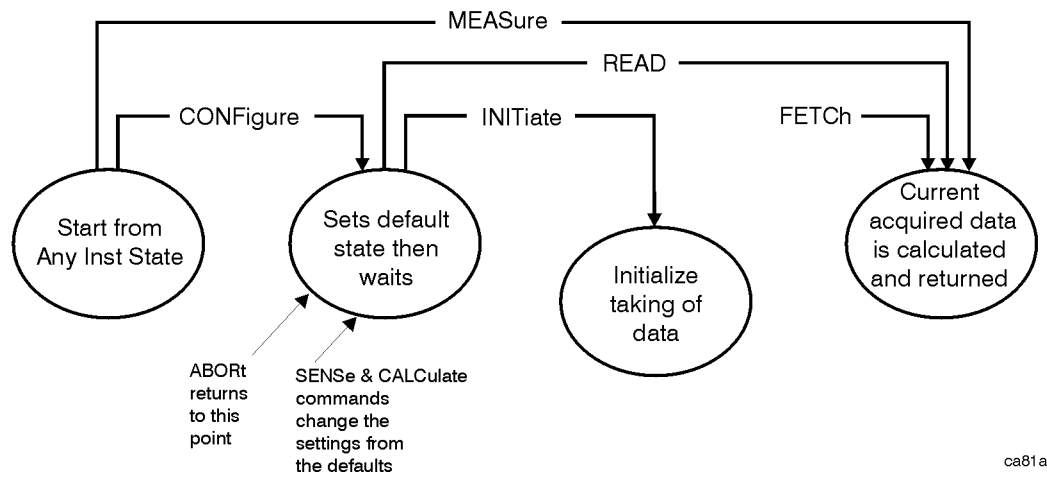 MEASure
READ
CONFigure
INITiate
FETCh
Start from
Any Inst State
Sets default
state then
waits
Initialize
taking of
data
Current
acquired data
is calculated
and returned
ABORt
returns
to this
point
SENSe & CALCulate
commands
change the
settings from
the defaults
ca81a